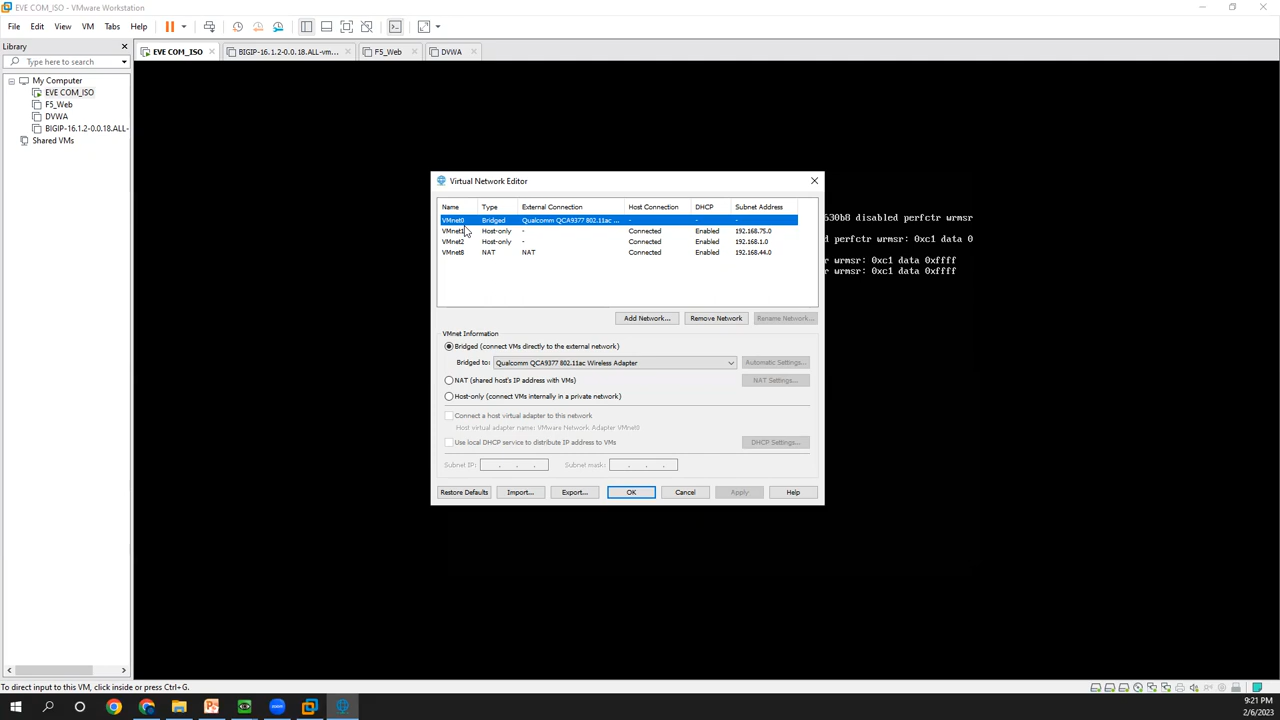 EVE COM_ISO - VMware Workstation
File Edit View VM Tabs Help
Library
Type here to search
My Computer
EVE COM_ISO
F5_Web
DVWA
BIGIP-16.1.2-0.0.18.ALL-
Shared VMs
EVE COM_ISO BIGIP-16.1.2-0.0.18.ALL-vm... F5_Web DVWA
630b8 disabled perfctr wrmsr
d perfctr wrmsr: 0xc1 data 0
r wrmsr: 0xc1 data 0xffff
r wrmsr: 0xc1 data 0xffff
Virtual Network Editor
Name Type External Connection Host Connection DHCP Subnet Address
VMnet0 Bridged Qualcomm QCA9377 802.11ac ... - - -
VMnet1 Host-only - Connected Enabled 192.168.75.0
VMnet2 Host-only - Connected Enabled 192.168.1.0
VMnet8 NAT NAT Connected Enabled 192.168.44.0
Add Network... Remove Network Rename Network...
VMnet Information
Bridged (connect VMs directly to the external network)
Bridged to: Qualcomm QCA9377 802.11ac Wireless Adapter Automatic Settings...
NAT (shared host's IP address with VMs) NAT Settings...
Host-only (connect VMs internally in a private network)
Connect a host virtual adapter to this network
Host virtual adapter name: VMware Network Adapter VMnet0
Use local DHCP service to distribute IP address to VMs DHCP Settings...
Subnet IP: . . . Subnet mask: . . .
Restore Defaults Import... Export... OK Cancel Apply Help
To direct input to this VM, click inside or press Ctrl+G.
9:21 PM
2/6/2023